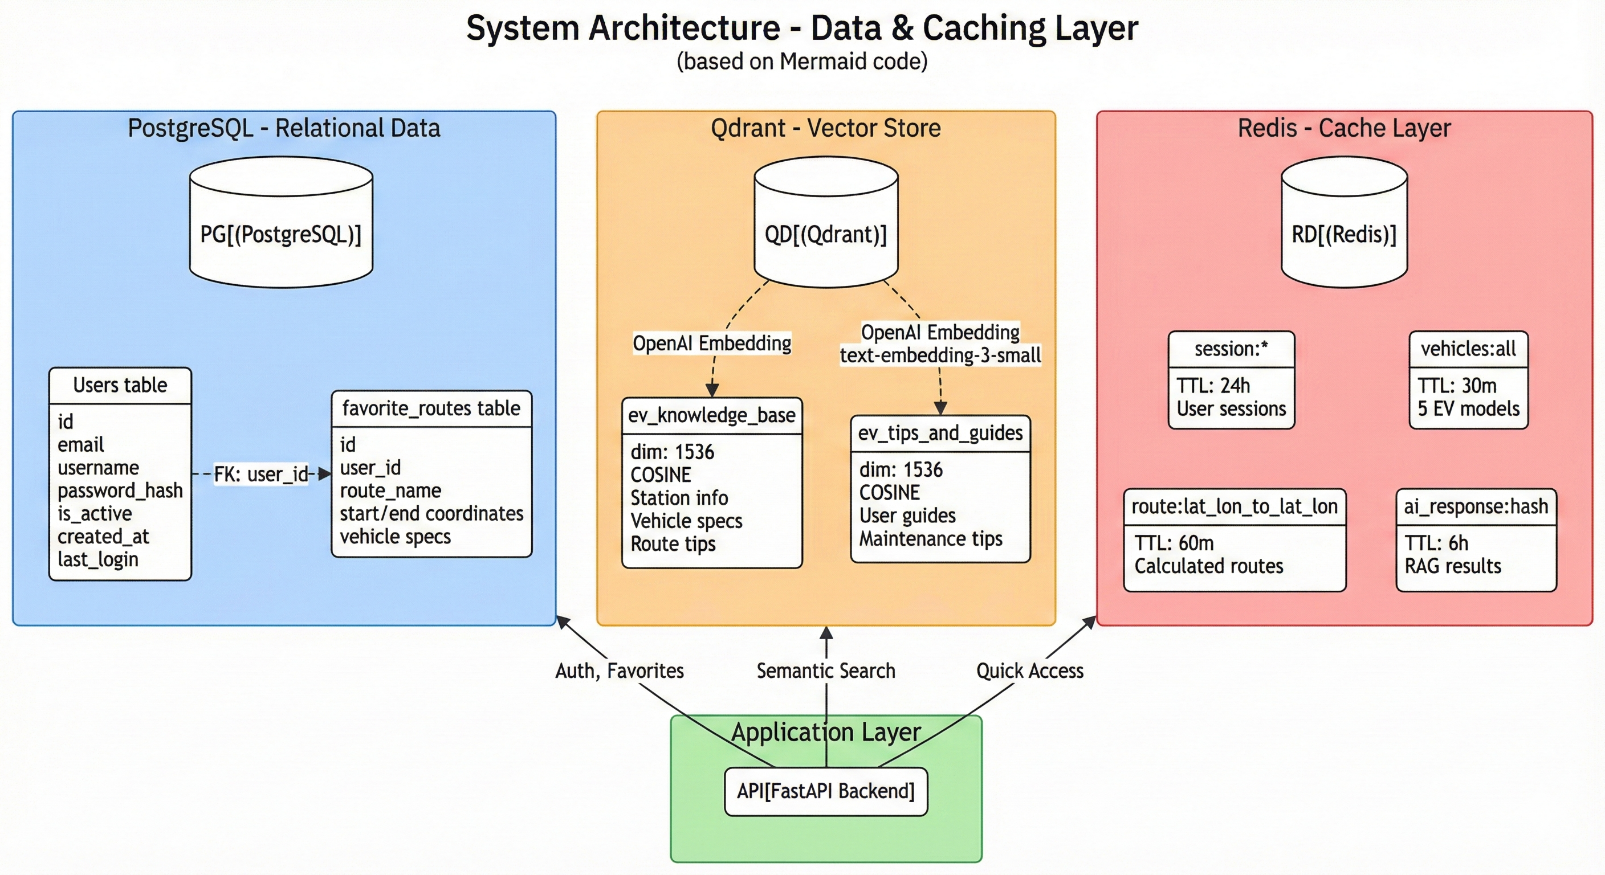 System Architecture - Data & Caching Layer
(based on Mermaid code)
PostgreSQL - Relational Data
PG[(PostgreSQL)]
Users table
id
email
username
password_hash
is_active
created_at
last_login
FK: user_id
favorite_routes table
id
user_id
route_name
start/end coordinates
vehicle specs
Qdrant - Vector Store
QD[(Qdrant)]
OpenAI Embedding
OpenAI Embedding
text-embedding-3-small
ev_knowledge_base
dim: 1536
COSINE
Station info
Vehicle specs
Route tips
ev_tips_and_guides
dim: 1536
COSINE
User guides
Maintenance tips
Redis - Cache Layer
RD[(Redis)]
session:*
TTL: 24h
User sessions
vehicles:all
TTL: 30m
5 EV models
route:lat_lon_to_lat_lon
TTL: 60m
Calculated routes
ai_response:hash
TTL: 6h
RAG results
Auth, Favorites
Semantic Search
Quick Access
Application Layer
API[FastAPI Backend]